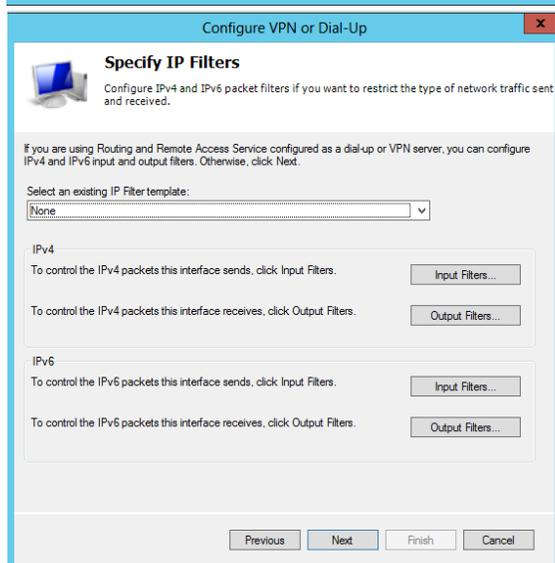 Configure VPN or Dial-Up
x
Specify IP Filters
Configure IPv4 and IPv6 packet filters if you want to restrict the type of network traffic sent
and received.
If you are using Routing and Remote Access Service configured as a dial-up or VPN server, you can configure
IPv4 and IPv6 input and output filters. Otherwise, click Next.
Select an existing IP Filter template:
None
IPv4
To control the IPv4 packets this interface sends, click Input Filters.
Input Filters...
To control the IPv4 packets this interface receives, click Output Filters.
Output Filters...
IPv6
To control the IPv6 packets this interface sends, click Input Filters.
Input Filters...
To control the IPv6 packets this interface receives, click Output Filters.
Output Filters...
Previous Next Finish Cancel